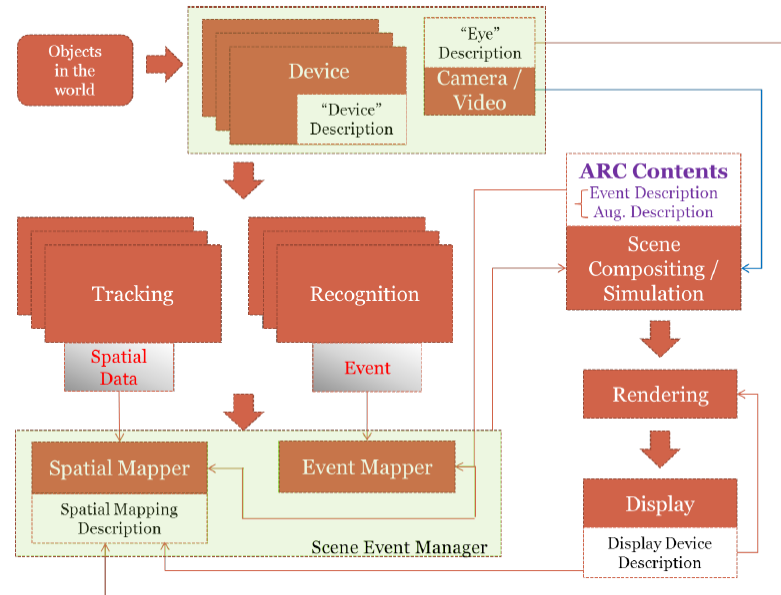 Objects
in the
world
Device
“Device”
Description
“Eye”
Description
Camera /
Video
ARC Contents
Event Description
Aug. Description
Scene
Compositing /
Simulation
Tracking
Recognition
Spatial
Data
Event
Rendering
Spatial Mapper
Event Mapper
Spatial Mapping
Description
Scene Event Manager
Display
Display Device
Description